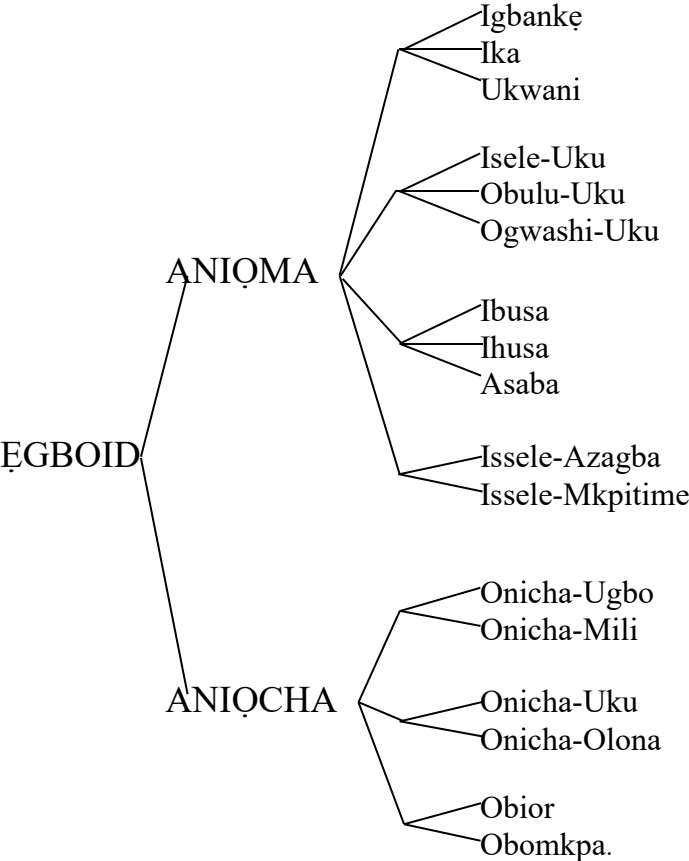 Igbankẹ
Ika
Ukwani
Isele-Uku
Obulu-Uku
Ogwashi-Uku
ANIỌMA
Ibusa
Ihusa
Asaba
ẸGBOID
Issele-Azagba
Issele-Mkpitime
Onicha-Ugbo
Onicha-Mili
ANIỌCHA
Onicha-Uku
Onicha-Olona
Obior
Obomkpa.